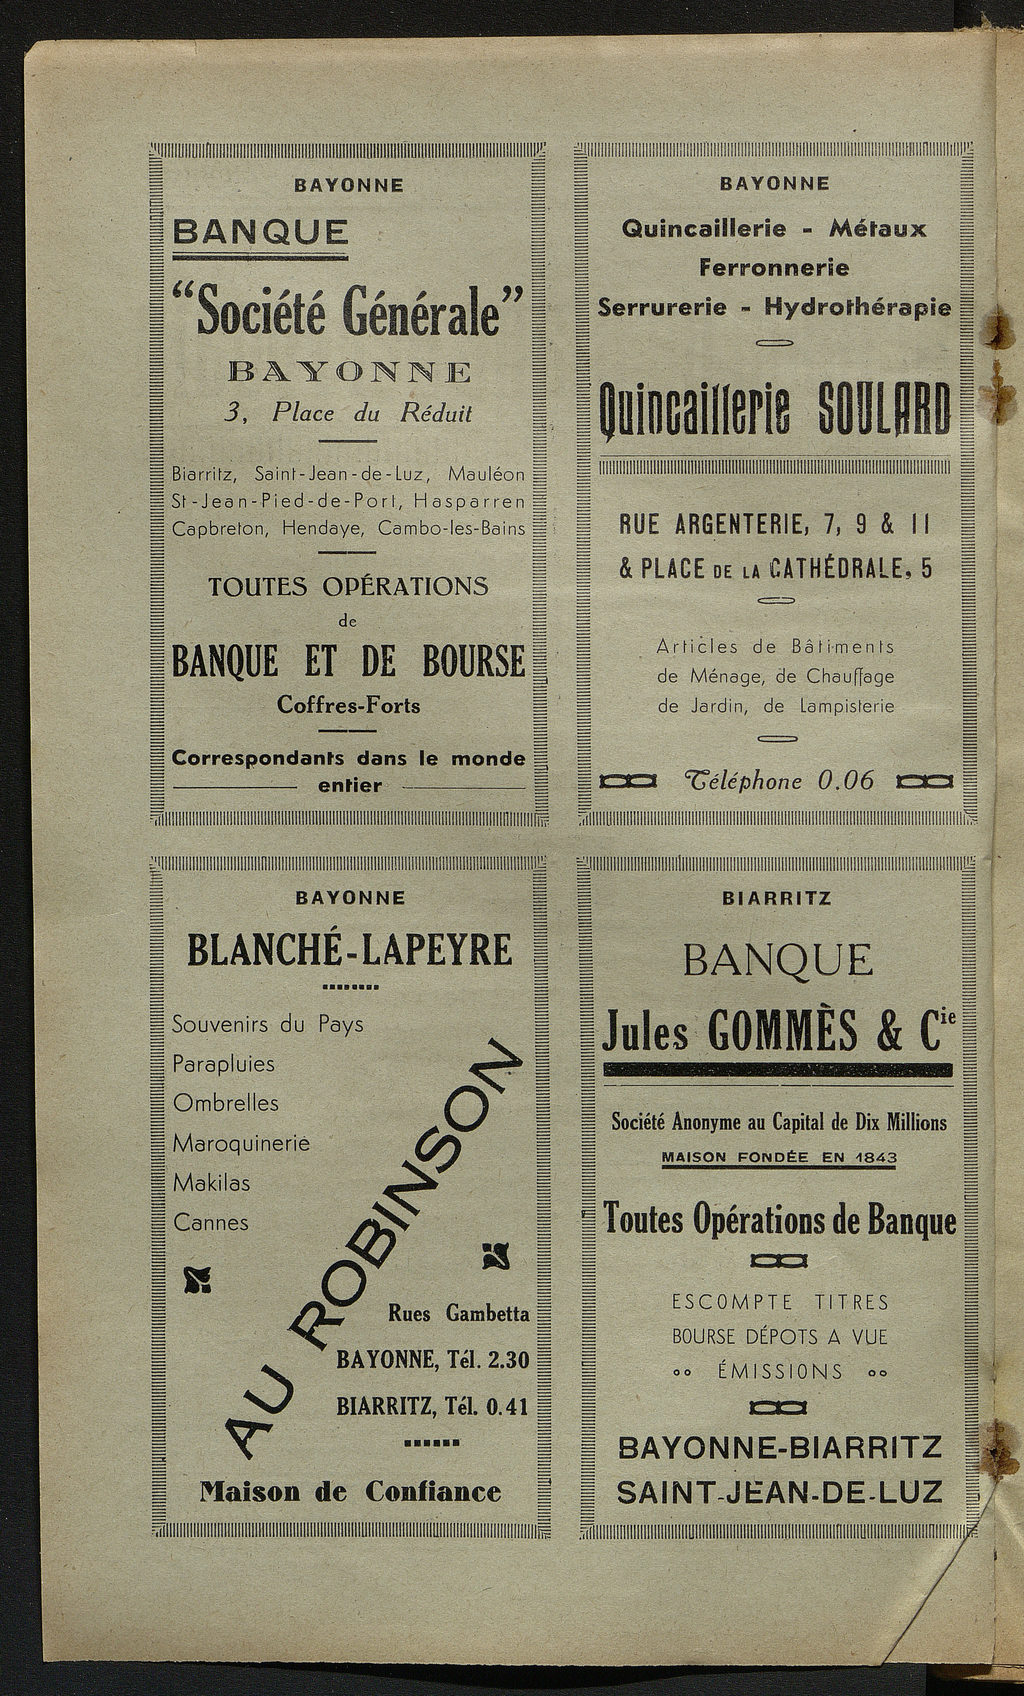 BAYONNE
BANQUE
“Société Générale”
BAYONNE
3, Place du Réduit
Biarritz, Saint-Jean-de-Luz, Mauléon
St-Jean-Pied-de-Port, Hasparren
Capbreton, Hendaye, Cambo-les-Bains
TOUTES OPÉRATIONS
de
BANQUE ET DE BOURSE
Coffres-Forts
Correspondants dans le monde
entier
BAYONNE
Quincaillerie - Métaux
Ferronnerie
Serrurerie - Hydrothérapie
Quincaillerie SOULARD
RUE ARGENTERIE, 7, 9 & 11
& PLACE DE LA CATHÉDRALE, 5
Articles de Bâtiments
de Ménage, de Chauffage
de Jardin, de Lampisterie
Téléphone 0.06
BAYONNE
BLANCHÉ-LAPEYRE
Souvenirs du Pays
Parapluies
Ombrelles
Maroquinerie
Makilas
Cannes
AU ROBINSON
Rues Gambetta
BAYONNE, Tél. 2.30
BIARRITZ, Tél. 0.41
Maison de Confiance
BIARRITZ
BANQUE
Jules GOMMÈS & Cie
Société Anonyme au Capital de Dix Millions
MAISON FONDÉE EN 1843
Toutes Opérations de Banque
ESCOMPTE TITRES
BOURSE DÉPOTS A VUE
ÉMISSIONS
BAYONNE-BIARRITZ
SAINT-JEAN-DE-LUZ